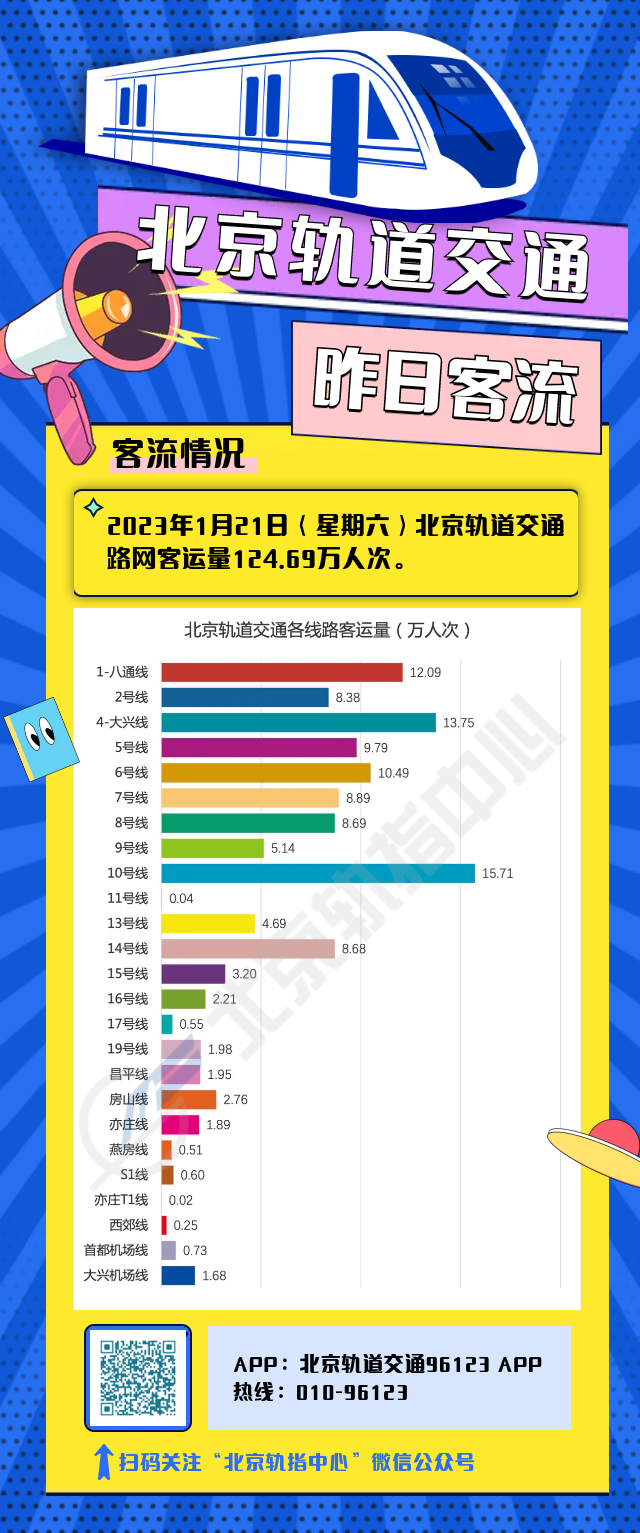 北京轨道交通
昨日客流
客流情况
2023年1月21日（星期六）北京轨道交通
路网客运量124.69万人次。
北京轨道交通各线路客运量（万人次）
1-八通线 12.09
2号线 8.38
4-大兴线 13.75
5号线 9.79
6号线 10.49
7号线 8.89
8号线 8.69
9号线 5.14
10号线 15.71
11号线 0.04
13号线 4.69
14号线 8.68
15号线 3.20
16号线 2.21
17号线 0.55
19号线 1.98
昌平线 1.95
房山线 2.76
亦庄线 1.89
燕房线 0.51
S1线 0.60
亦庄T1线 0.02
西郊线 0.25
首都机场线 0.73
大兴机场线 1.68
北京轨指中心
APP：北京轨道交通96123 APP
热线：010-96123
扫码关注“北京轨指中心”微信公众号